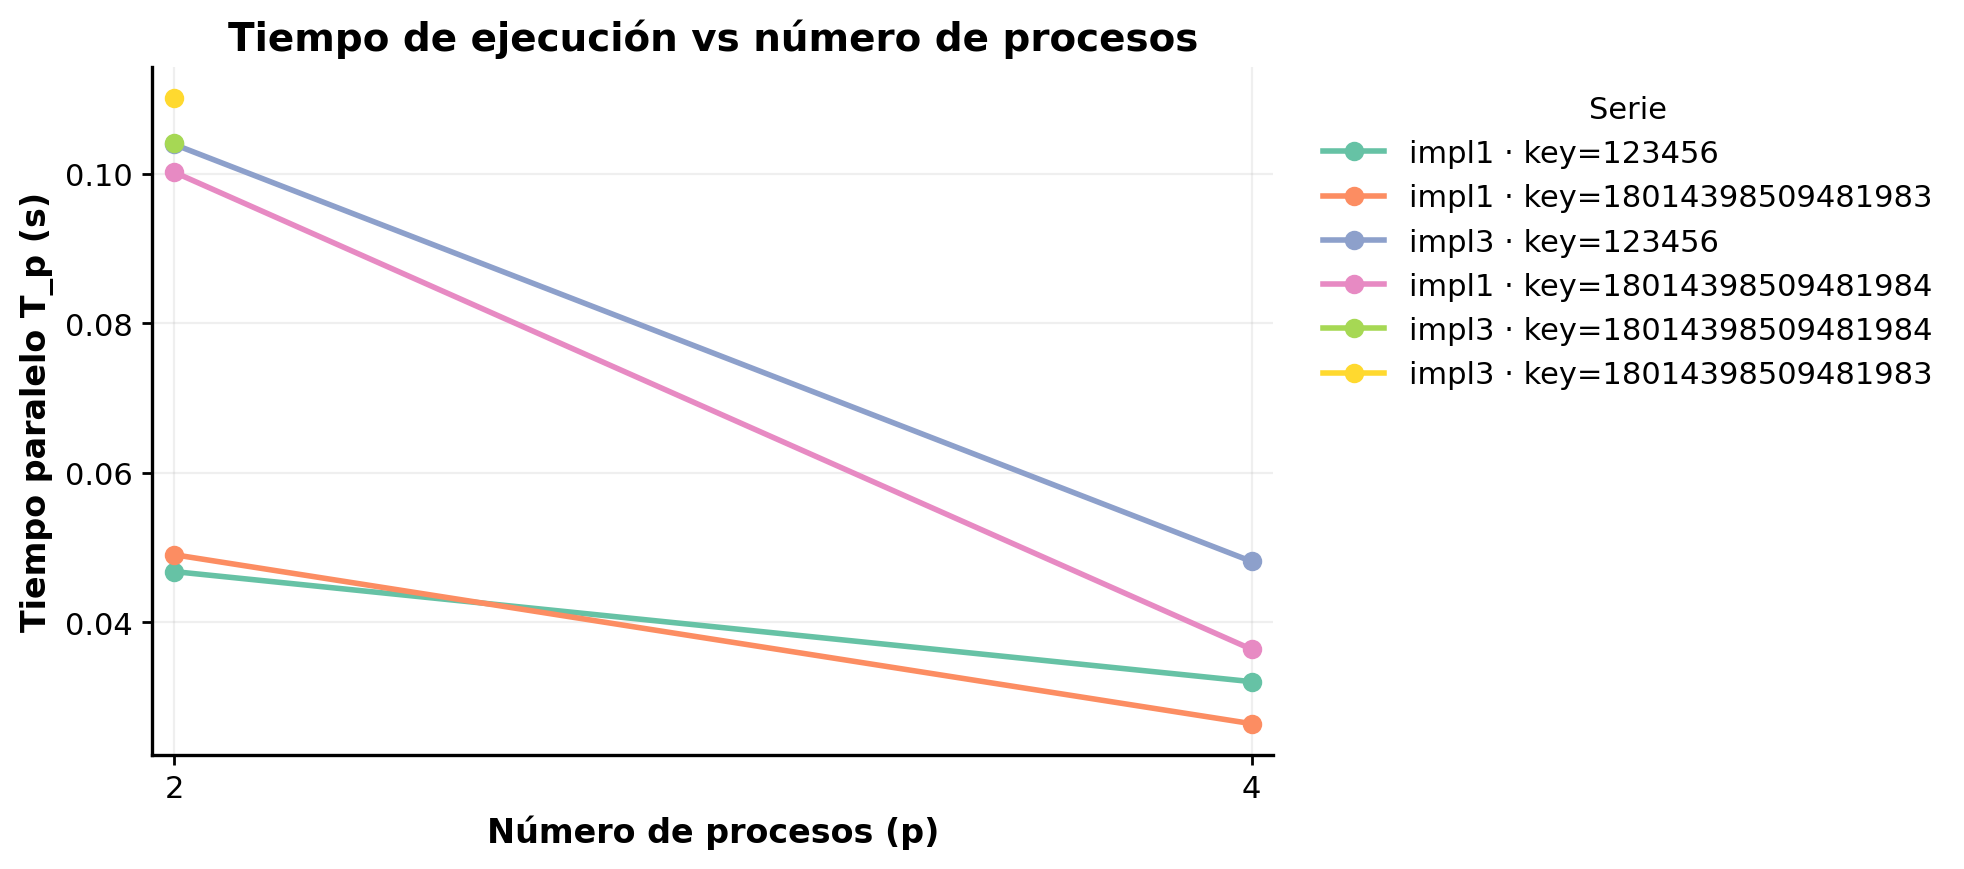 Tiempo de ejecución vs número de procesos
Tiempo paralelo T_p (s)
0.10
0.08
0.06
0.04
2
4
Número de procesos (p)
Serie
impl1 · key=123456
impl1 · key=18014398509481983
impl3 · key=123456
impl1 · key=18014398509481984
impl3 · key=18014398509481984
impl3 · key=18014398509481983